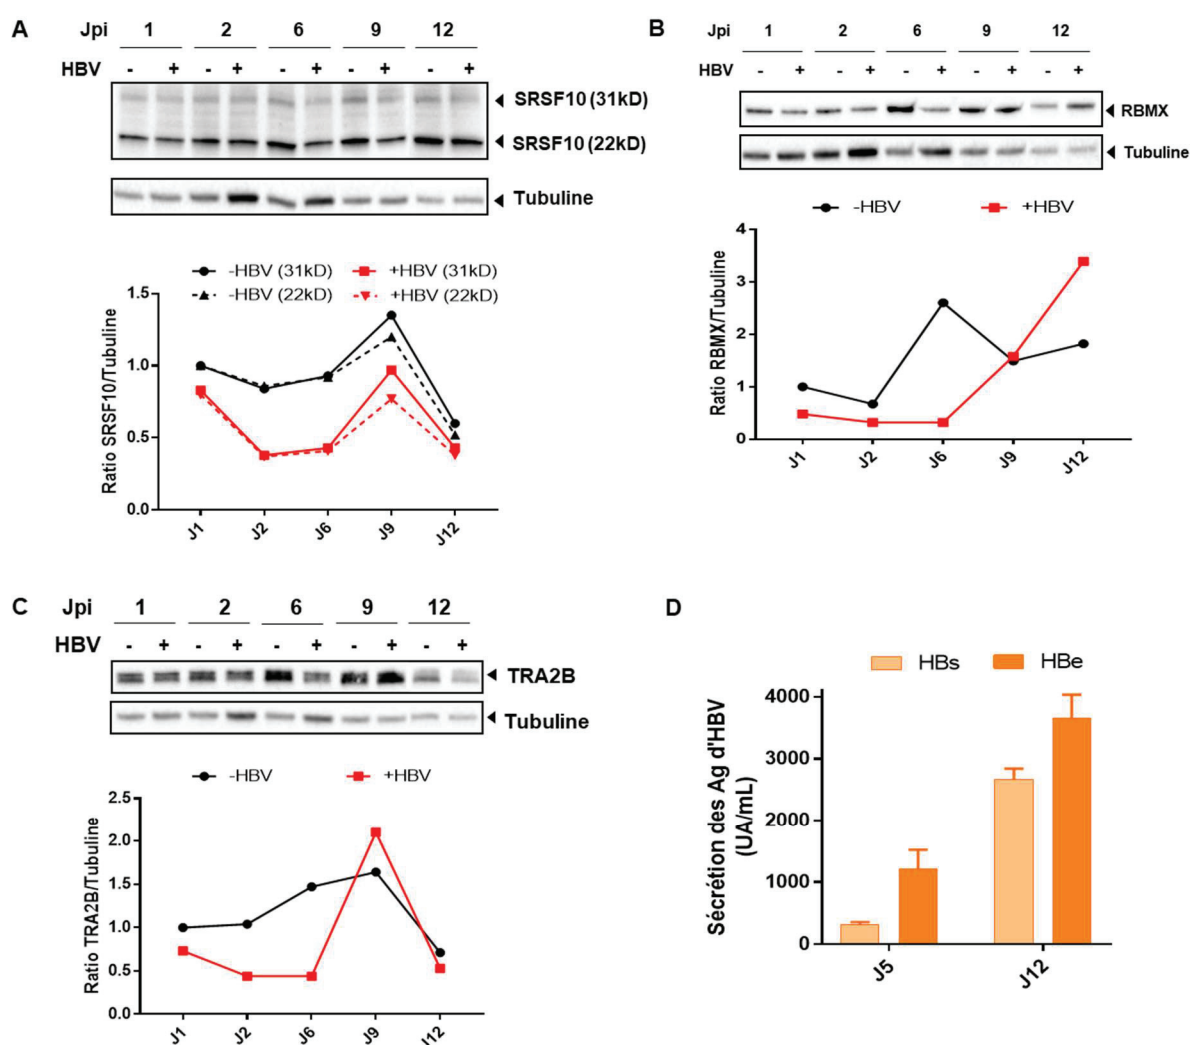 A
Jpi 1 2 6 9 12
HBV - + - + - + - + - +
SRSF10 (31kD)
SRSF10 (22kD)
Tubuline
-HBV (31kD) +HBV (31kD)
-HBV (22kD) +HBV (22kD)
Ratio SRSF10/Tubuline
1.5
1.0
0.5
0.0
J1 J2 J6 J9 J12
B
Jpi 1 2 6 9 12
HBV - + - + - + - + - +
RBMX
Tubuline
-HBV +HBV
Ratio RBMX/Tubuline
4
3
2
1
0
J1 J2 J6 J9 J12
C
Jpi 1 2 6 9 12
HBV - + - + - + - + - +
TRA2B
Tubuline
-HBV +HBV
Ratio TRA2B/Tubuline
2.5
2.0
1.5
1.0
0.5
0.0
J1 J2 J6 J9 J12
D
HBs HBe
Sécrétion des Ag d'HBV
(UA/mL)
4000
3000
2000
1000
0
J5 J12